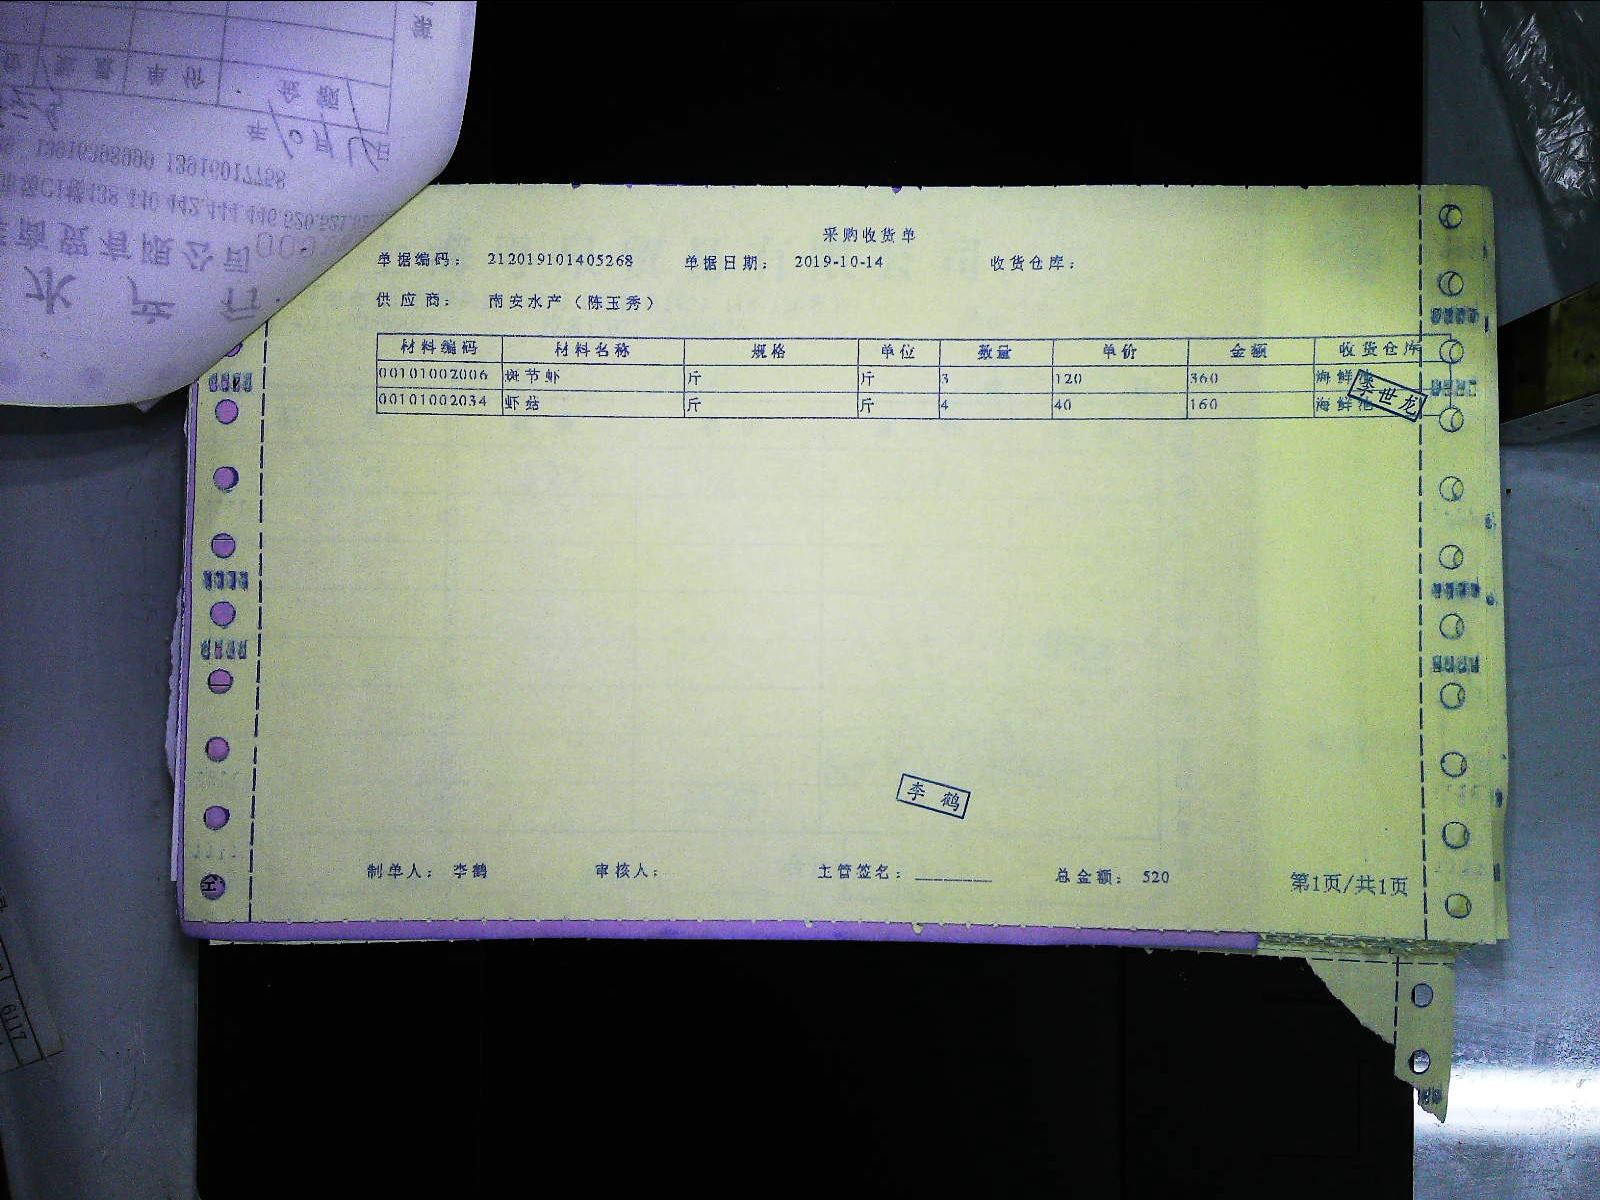 采购收货单
单据编码： 212019101405268 单据日期： 2019-10-14 收货仓库：
供应商： 南安水产（陈玉秀）
材料编码 材料名称 规格 单位 数量 单价 金额 收货仓库
00101002006 斑节虾 斤 斤 3 120 360 海鲜
00101002034 虾菇 斤 斤 4 40 160 海鲜池
李世龙
李鹤
制单人： 李鹤 审核人： 主管签名： ________ 总金额： 520
第1页/共1页
6117